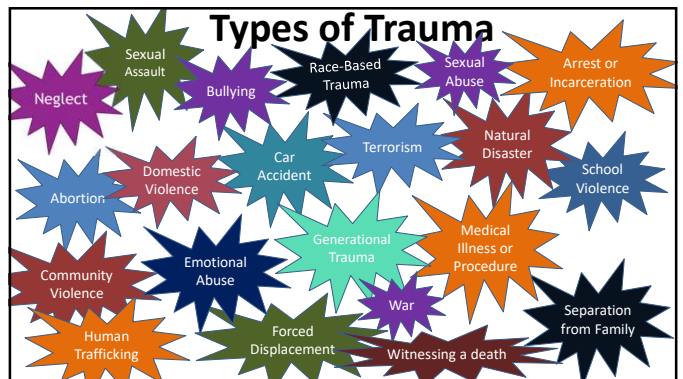 Types of Trauma
Sexual
Assault
Neglect
Bullying
Race-Based
Trauma
Sexual
Abuse
Arrest or
Incarceration
Abortion
Domestic
Violence
Car
Accident
Terrorism
Natural
Disaster
School
Violence
Community
Violence
Emotional
Abuse
Generational
Trauma
Medical
Illness or
Procedure
War
Separation
from Family
Human
Trafficking
Forced
Displacement
Witnessing a death